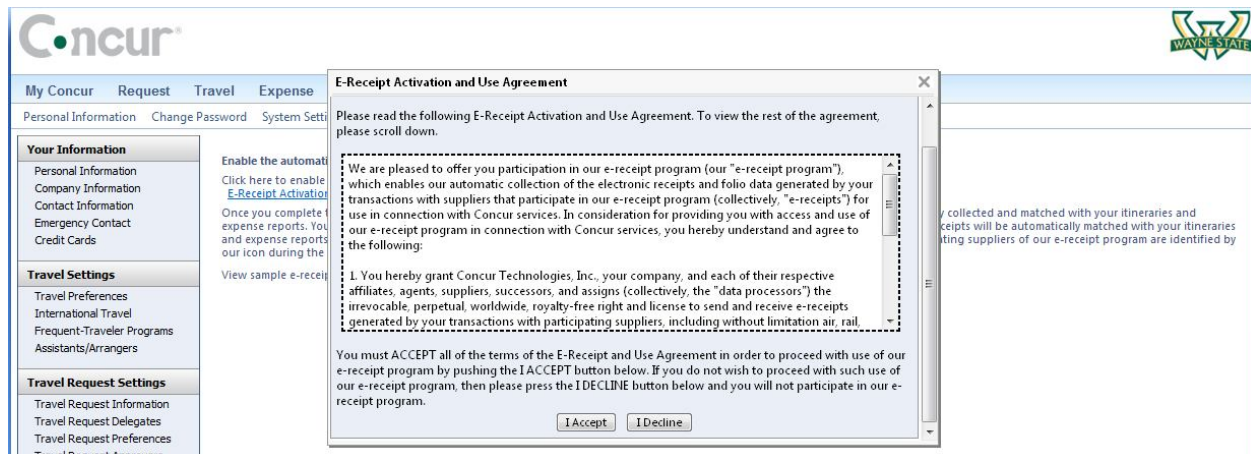 Concur
WAYNE STATE
My Concur Request Travel Expense
Personal Information Change Password System Setti
Your Information
Personal Information
Company Information
Contact Information
Emergency Contact
Credit Cards
Travel Settings
Travel Preferences
International Travel
Frequent-Traveler Programs
Assistants/Arrangers
Travel Request Settings
Travel Request Information
Travel Request Delegates
Travel Request Preferences
Enable the automati
Click here to enable
E-Receipt Activation
Once you complete t
expense reports. You
and expense reports
our icon during the
View sample e-receip
E-Receipt Activation and Use Agreement
Please read the following E-Receipt Activation and Use Agreement. To view the rest of the agreement,
please scroll down.
We are pleased to offer you participation in our e-receipt program (our "e-receipt program"),
which enables our automatic collection of the electronic receipts and folio data generated by your
transactions with suppliers that participate in our e-receipt program (collectively, "e-receipts") for
use in connection with Concur services. In consideration for providing you with access and use of
our e-receipt program in connection with Concur services, you hereby understand and agree to
the following:
1. You hereby grant Concur Technologies, Inc., your company, and each of their respective
affiliates, agents, suppliers, successors, and assigns (collectively, the "data processors") the
irrevocable, perpetual, worldwide, royalty-free right and license to send and receive e-receipts
generated by your transactions with participating suppliers, including without limitation air, rail,
You must ACCEPT all of the terms of the E-Receipt and Use Agreement in order to proceed with use of our
e-receipt program by pushing the I ACCEPT button below. If you do not wish to proceed with such use of
our e-receipt program, then please press the I DECLINE button below and you will not participate in our e-
receipt program.
I Accept I Decline
y collected and matched with your itineraries and
ceipts will be automatically matched with your itineraries
ating suppliers of our e-receipt program are identified by